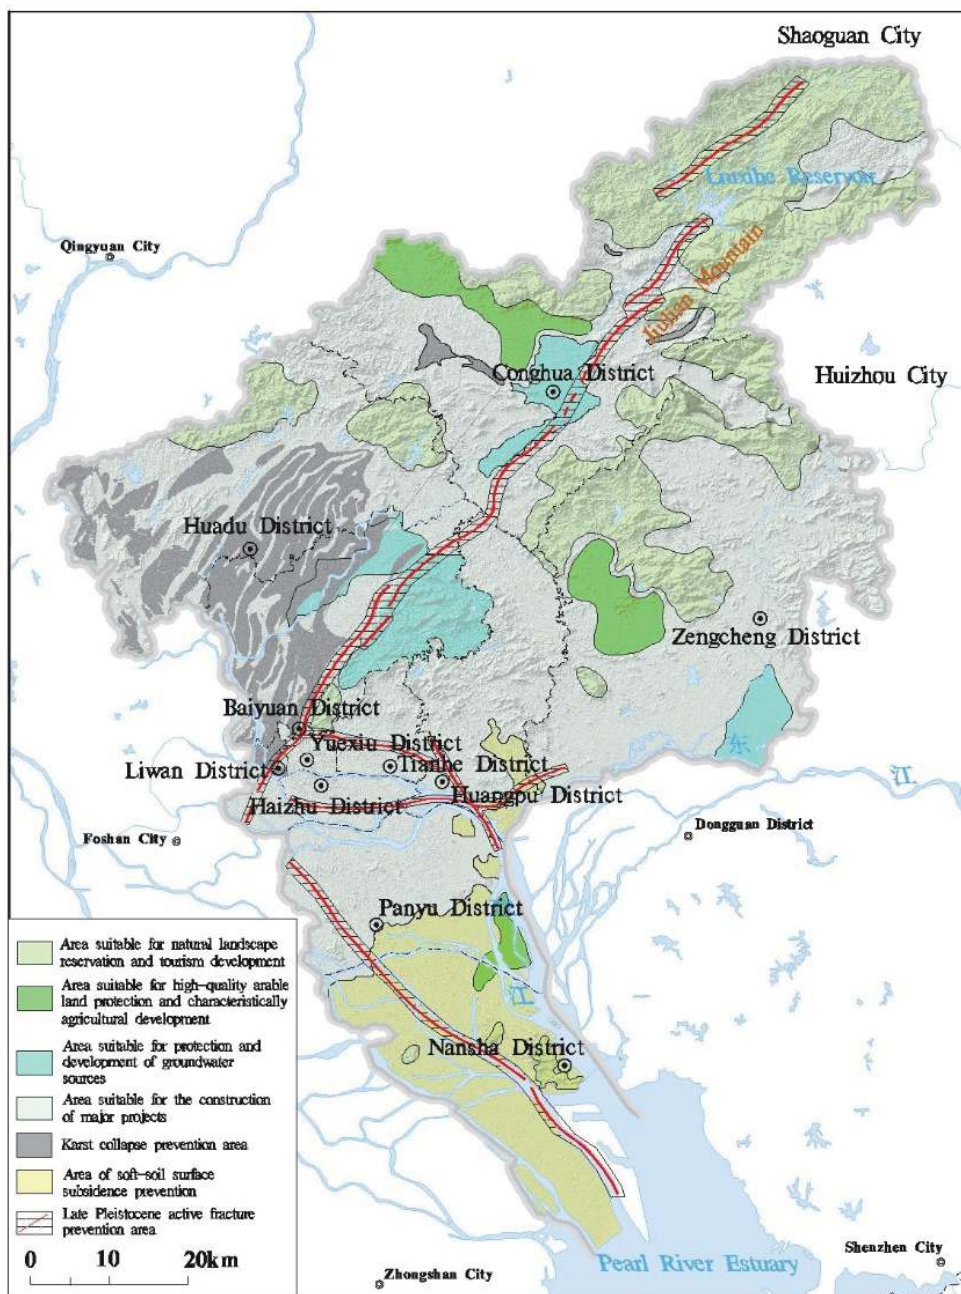 Shaoguan City
Liuxihe Reservoir
Qingyuan City
Jiulian Mountain
Conghua District
Huizhou City
Huadu District
Zengcheng District
Baiyuan District
Yuexiu District
东
Liwan District
Tianhe District
江
Haizhu District
Huangpu District
Foshan City
Dongguan District
Panyu District
江
Nansha District
Area suitable for natural landscape
reservation and tourism development
Area suitable for high-quality arable
land protection and characteristically
agricultural development
Area suitable for protection and
development of groundwater
sources
Area suitable for the construction
of major projects
Karst collapse prevention area
Area of soft-soil surface
subsidence prevention
Late Pleistocene active fracture
prevention area
0 10 20km
Pearl River Estuary
Zhongshan City
Shenzhen City